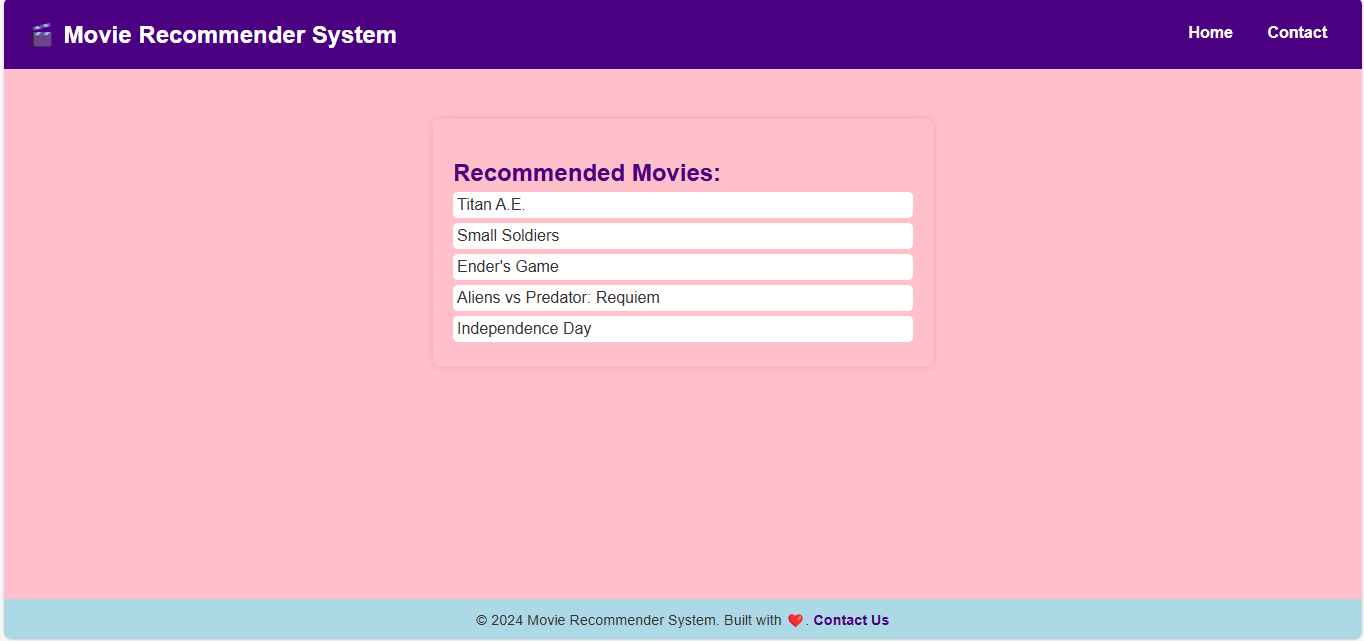 🎬 Movie Recommender System
Home
Contact
Recommended Movies:
Titan A.E.
Small Soldiers
Ender's Game
Aliens vs Predator: Requiem
Independence Day
© 2024 Movie Recommender System. Built with ❤️. Contact Us